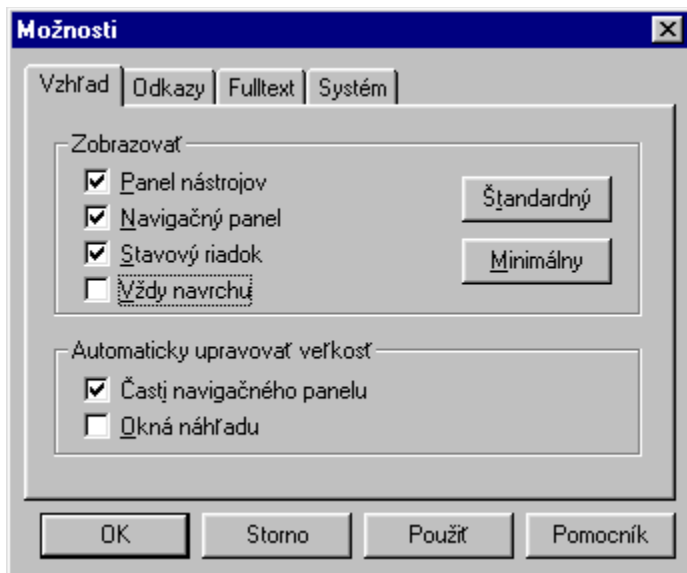 Možnosti
Vzhľad Odkazy Fulltext Systém
Zobrazovať
Panel nástrojov
Štandardný
Navigačný panel
Stavový riadok
Minimálny
Vždy navrchu
Automaticky upravovať veľkosť
Časti navigačného panelu
Okná náhľadu
OK Storno Použiť Pomocník